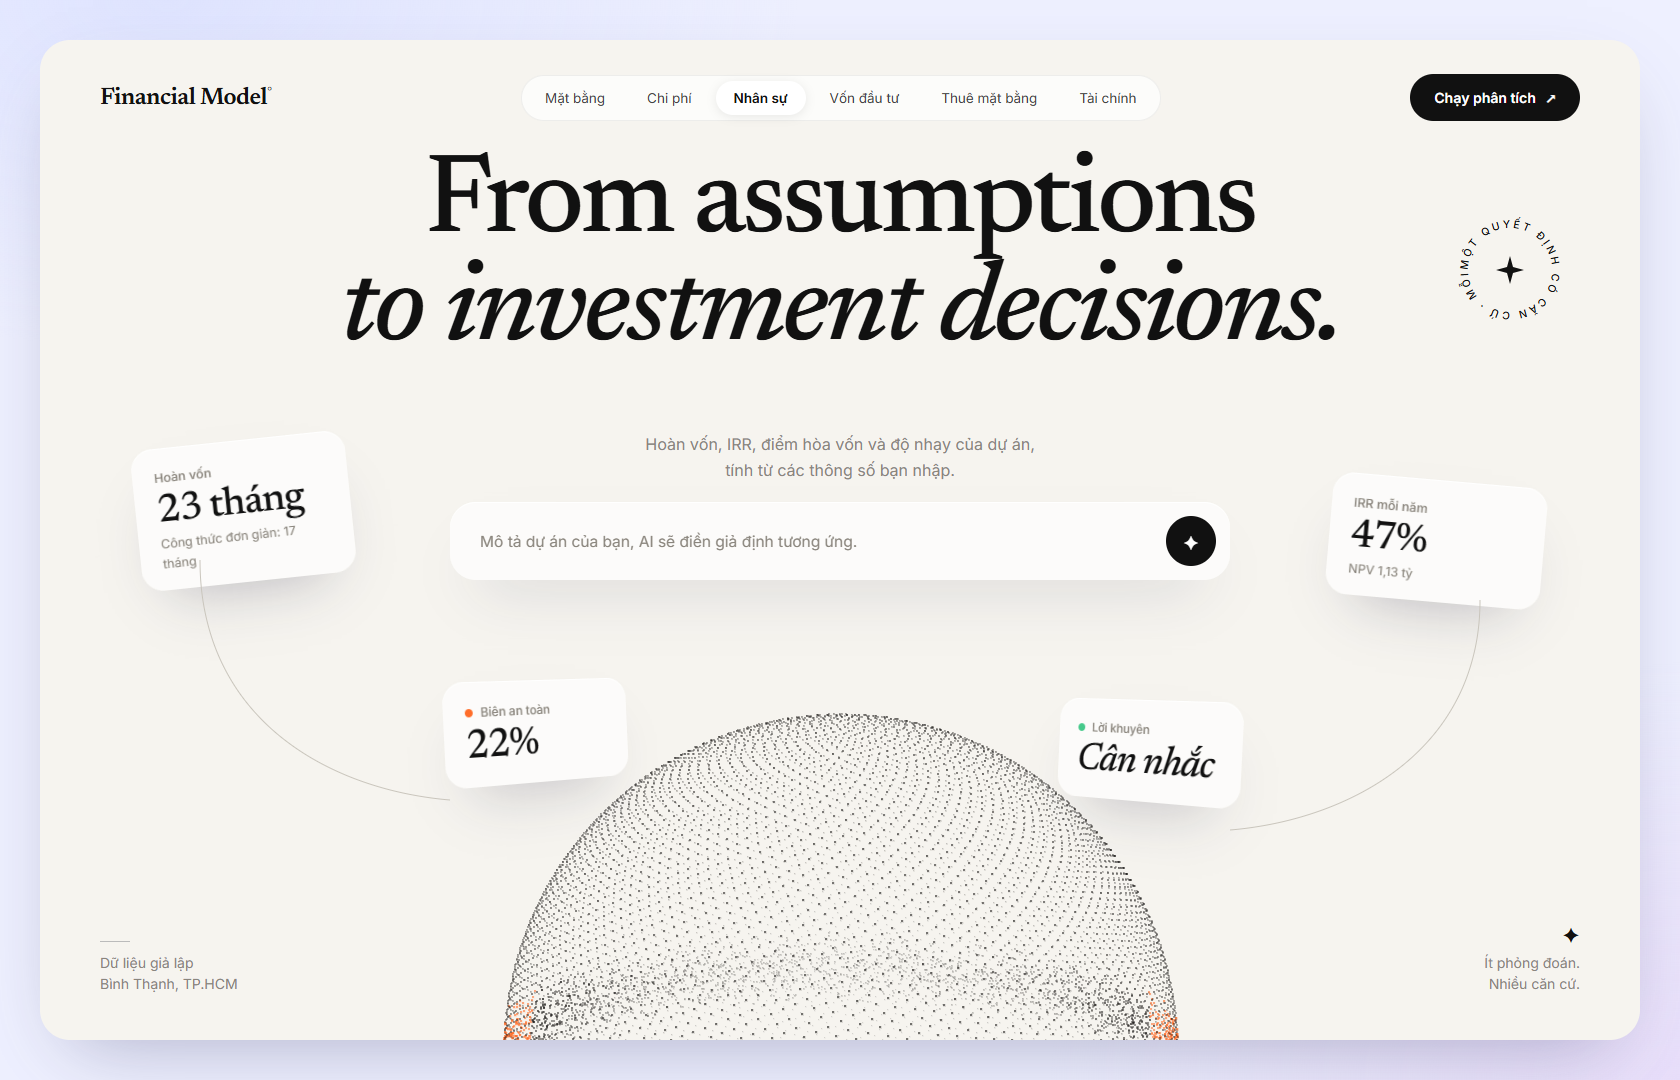 Financial Model°
Mặt bằng
Chi phí
Nhân sự
Vốn đầu tư
Thuê mặt bằng
Tài chính
Chạy phân tích ↗
From assumptions
to investment decisions.
MỖI MỘT QUYẾT ĐỊNH CÓ CĂN CỨ ·
Hoàn vốn, IRR, điểm hòa vốn và độ nhạy của dự án,
tính từ các thông số bạn nhập.
Hoàn vốn
23 tháng
Công thức đơn giản: 17
tháng
Mô tả dự án của bạn, AI sẽ điền giả định tương ứng.
IRR mỗi năm
47%
NPV 1,13 tỷ
Biên an toàn
22%
Lời khuyên
Cân nhắc
Dữ liệu giả lập
Bình Thạnh, TP.HCM
Ít phỏng đoán.
Nhiều căn cứ.